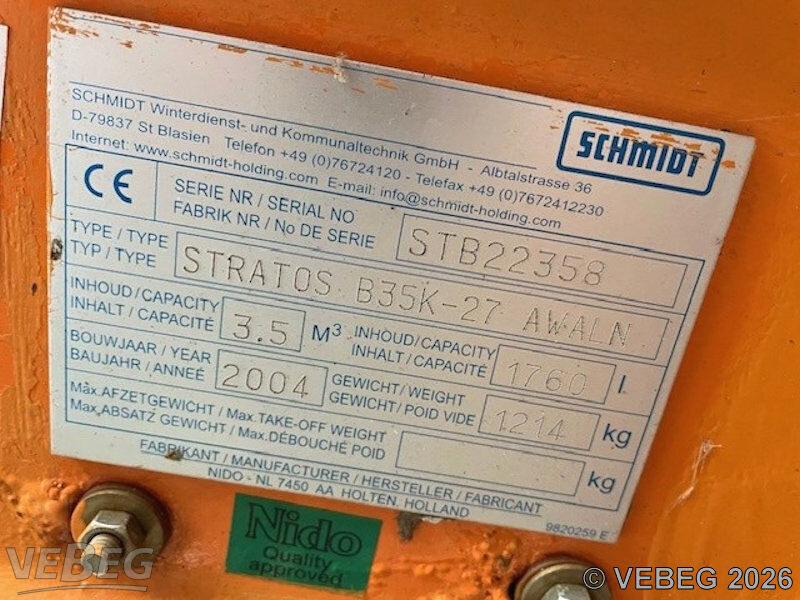 SCHMIDT Winterdienst- und Kommunaltechnik GmbH - Albtalstrasse 36
D-79837 St Blasien Telefon +49 (0)76724120 - Telefax +49 (0)7672412230
Internet: www.schmidt-holding.com E-mail: info@schmidt-holding.com
SCHMIDT
CE
SERIE NR / SERIAL NO
FABRIK NR / No DE SERIE
STB22358
TYPE / TYPE
TYP / TYPE
STRATOS B35K-27 AWALN
INHOUD / CAPACITY
INHALT / CAPACITÉ
3.5 M³
INHOUD / CAPACITY
INHALT / CAPACITÉ
1760 l
BOUWJAAR / YEAR
BAUJAHR / ANNEÉ
2004
GEWICHT / WEIGHT
GEWICHT / POID VIDE
1214 kg
Max. AFZETGEWICHT / Max. TAKE-OFF WEIGHT
Max. ABSATZ GEWICHT / Max. DÉBOUCHÉ POID
kg
FABRIKANT / MANUFACTURER / HERSTELLER / FABRICANT
NIDO - NL 7450 AA HOLTEN, HOLLAND
9820259 E
Nido
Quality
approved
VEBEG
© VEBEG 2026